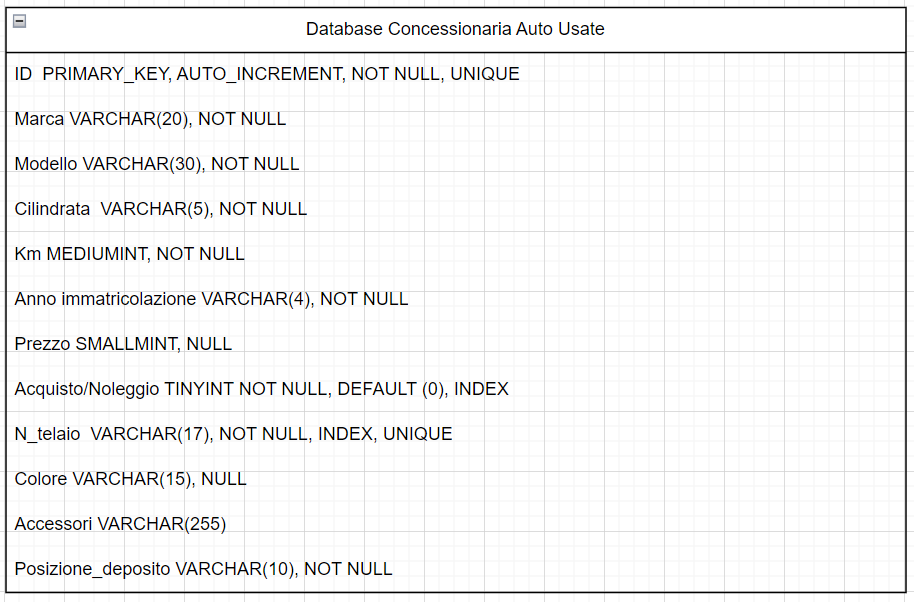 Database Concessionaria Auto Usate
ID  PRIMARY_KEY, AUTO_INCREMENT, NOT NULL, UNIQUE
Marca VARCHAR(20), NOT NULL
Modello VARCHAR(30), NOT NULL
Cilindrata  VARCHAR(5), NOT NULL
Km MEDIUMINT, NOT NULL
Anno immatricolazione VARCHAR(4), NOT NULL
Prezzo SMALLMINT, NULL
Acquisto/Noleggio TINYINT NOT NULL, DEFAULT (0), INDEX
N_telaio  VARCHAR(17), NOT NULL, INDEX, UNIQUE
Colore VARCHAR(15), NULL
Accessori VARCHAR(255)
Posizione_deposito VARCHAR(10), NOT NULL